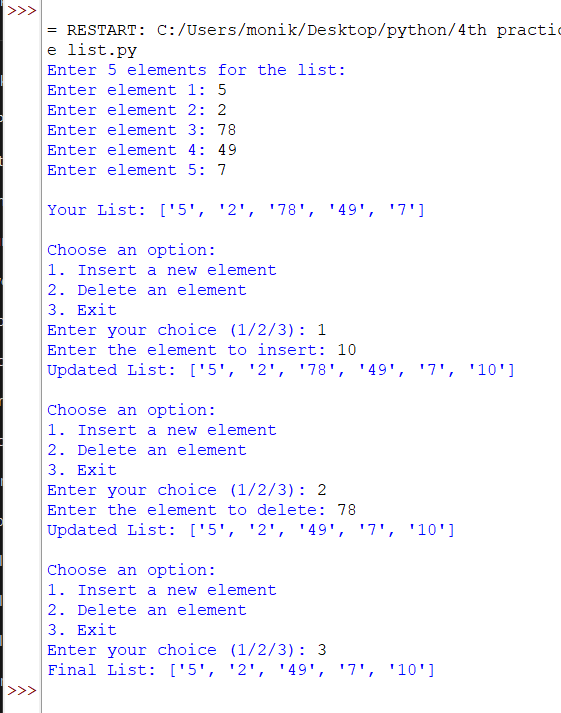 >>>
= RESTART: C:/Users/monik/Desktop/python/4th practic
e list.py
Enter 5 elements for the list:
Enter element 1: 5
Enter element 2: 2
Enter element 3: 78
Enter element 4: 49
Enter element 5: 7
Your List: ['5', '2', '78', '49', '7']
Choose an option:
1. Insert a new element
2. Delete an element
3. Exit
Enter your choice (1/2/3): 1
Enter the element to insert: 10
Updated List: ['5', '2', '78', '49', '7', '10']
Choose an option:
1. Insert a new element
2. Delete an element
3. Exit
Enter your choice (1/2/3): 2
Enter the element to delete: 78
Updated List: ['5', '2', '49', '7', '10']
Choose an option:
1. Insert a new element
2. Delete an element
3. Exit
Enter your choice (1/2/3): 3
Final List: ['5', '2', '49', '7', '10']
>>>